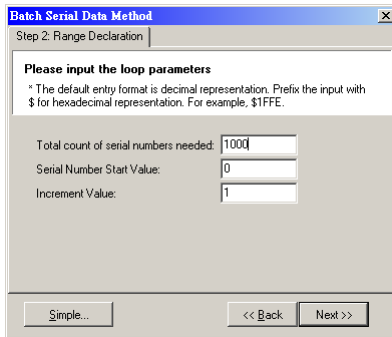 Batch Serial Data Method
Step 2: Range Declaration
Please input the loop parameters
* The default entry format is decimal representation. Prefix the input with
$ for hexadecimal representation. For example, $1FFE.
Total count of serial numbers needed: 1000
Serial Number Start Value: 0
Increment Value: 1
Simple... << Back Next >>